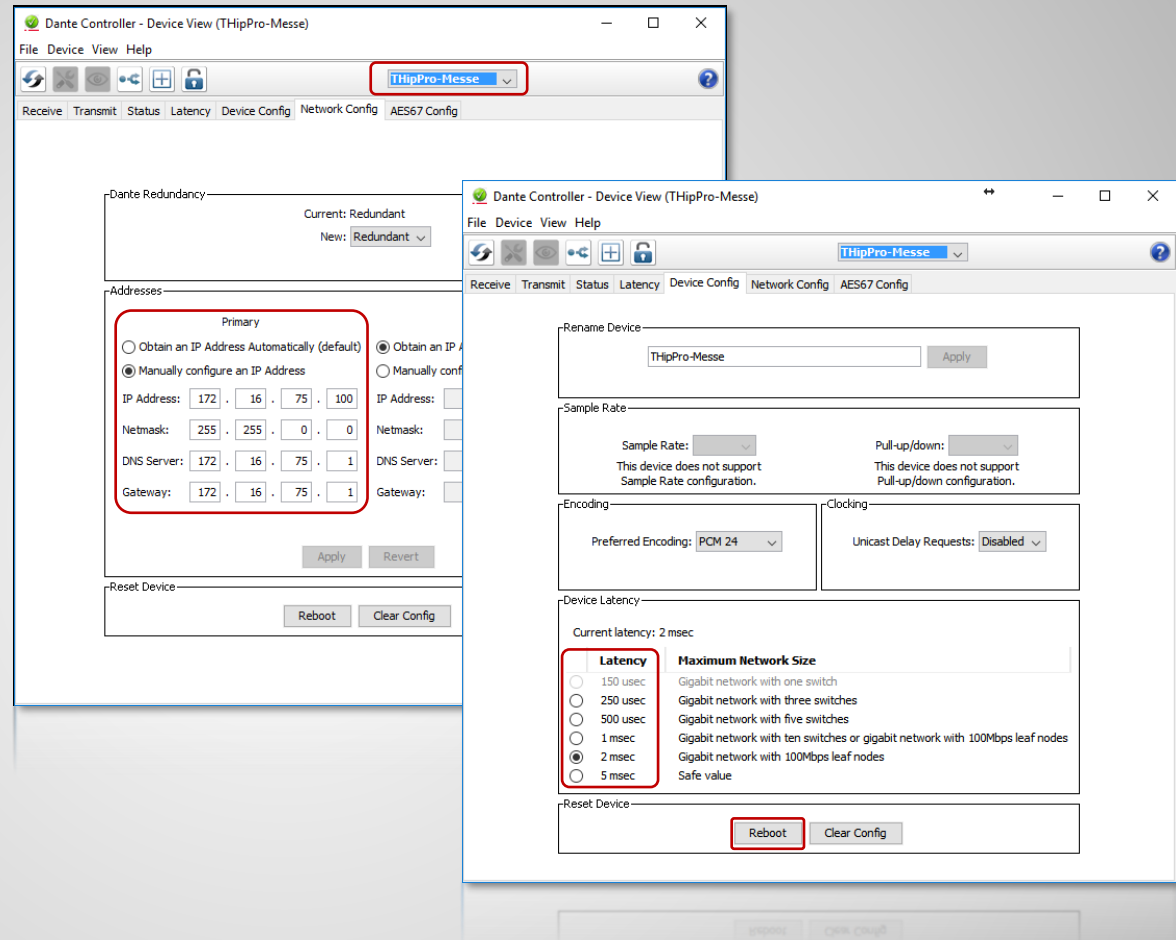 Dante Controller - Device View (THipPro-Messe)
File Device View Help
THipPro-Messe
Receive Transmit Status Latency Device Config Network Config AES67 Config
Dante Redundancy
Current: Redundant
New: Redundant
Addresses
Primary
Obtain an IP Address Automatically (default) Obtain an IP
Manually configure an IP Address Manually conf
IP Address: 172 . 16 . 75 . 100 IP Address:
Netmask: 255 . 255 . 0 . 0 Netmask:
DNS Server: 172 . 16 . 75 . 1 DNS Server:
Gateway: 172 . 16 . 75 . 1 Gateway:
Apply Revert
Reset Device
Reboot Clear Config
Dante Controller - Device View (THipPro-Messe)
File Device View Help
THipPro-Messe
Receive Transmit Status Latency Device Config Network Config AES67 Config
Rename Device
THipPro-Messe Apply
Sample Rate
Sample Rate: Pull-up/down:
This device does not support This device does not support
Sample Rate configuration. Pull-up/down configuration.
Encoding Clocking
Preferred Encoding: PCM 24 Unicast Delay Requests: Disabled
Device Latency
Current latency: 2 msec
Latency Maximum Network Size
150 usec Gigabit network with one switch
250 usec Gigabit network with three switches
500 usec Gigabit network with five switches
1 msec Gigabit network with ten switches or gigabit network with 100Mbps leaf nodes
2 msec Gigabit network with 100Mbps leaf nodes
5 msec Safe value
Reset Device
Reboot Clear Config